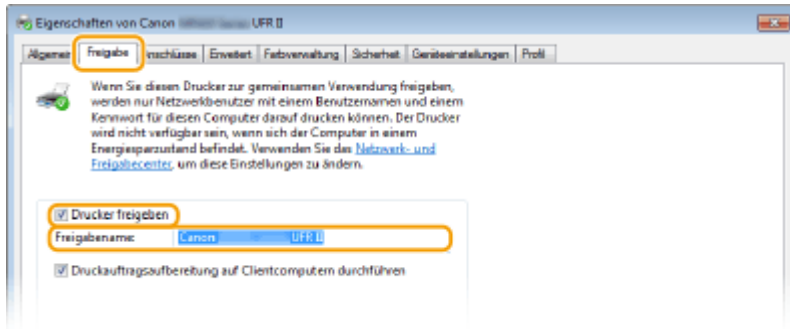 Eigenschaften von Canon UFR II
Allgemein Freigabe Anschlüsse Erweitert Farbverwaltung Sicherheit Geräteeinstellungen Profil
Wenn Sie diesen Drucker zur gemeinsamen Verwendung freigeben,
werden nur Netzwerkbenutzer mit einem Benutzernamen und einem
Kennwort für diesen Computer darauf drucken können. Der Drucker
wird nicht verfügbar sein, wenn sich der Computer in einem
Energiesparzustand befindet. Verwenden Sie das Netzwerk- und
Freigabecenter, um diese Einstellungen zu ändern.
Drucker freigeben
Freigabename: Canon UFR II
Druckauftragsaufbereitung auf Clientcomputern durchführen